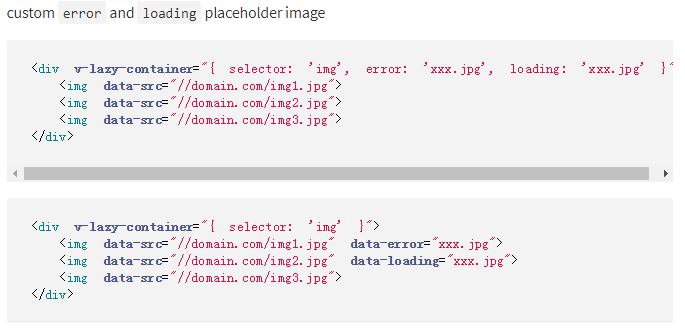 custom error and loading placeholder image
<div v-lazy-container="{ selector: 'img', error: 'xxx.jpg', loading: 'xxx.jpg' }"
<img data-src="//domain.com/img1.jpg">
<img data-src="//domain.com/img2.jpg">
<img data-src="//domain.com/img3.jpg">
</div>
<div v-lazy-container="{ selector: 'img' }">
<img data-src="//domain.com/img1.jpg" data-error="xxx.jpg">
<img data-src="//domain.com/img2.jpg" data-loading="xxx.jpg">
<img data-src="//domain.com/img3.jpg">
</div>